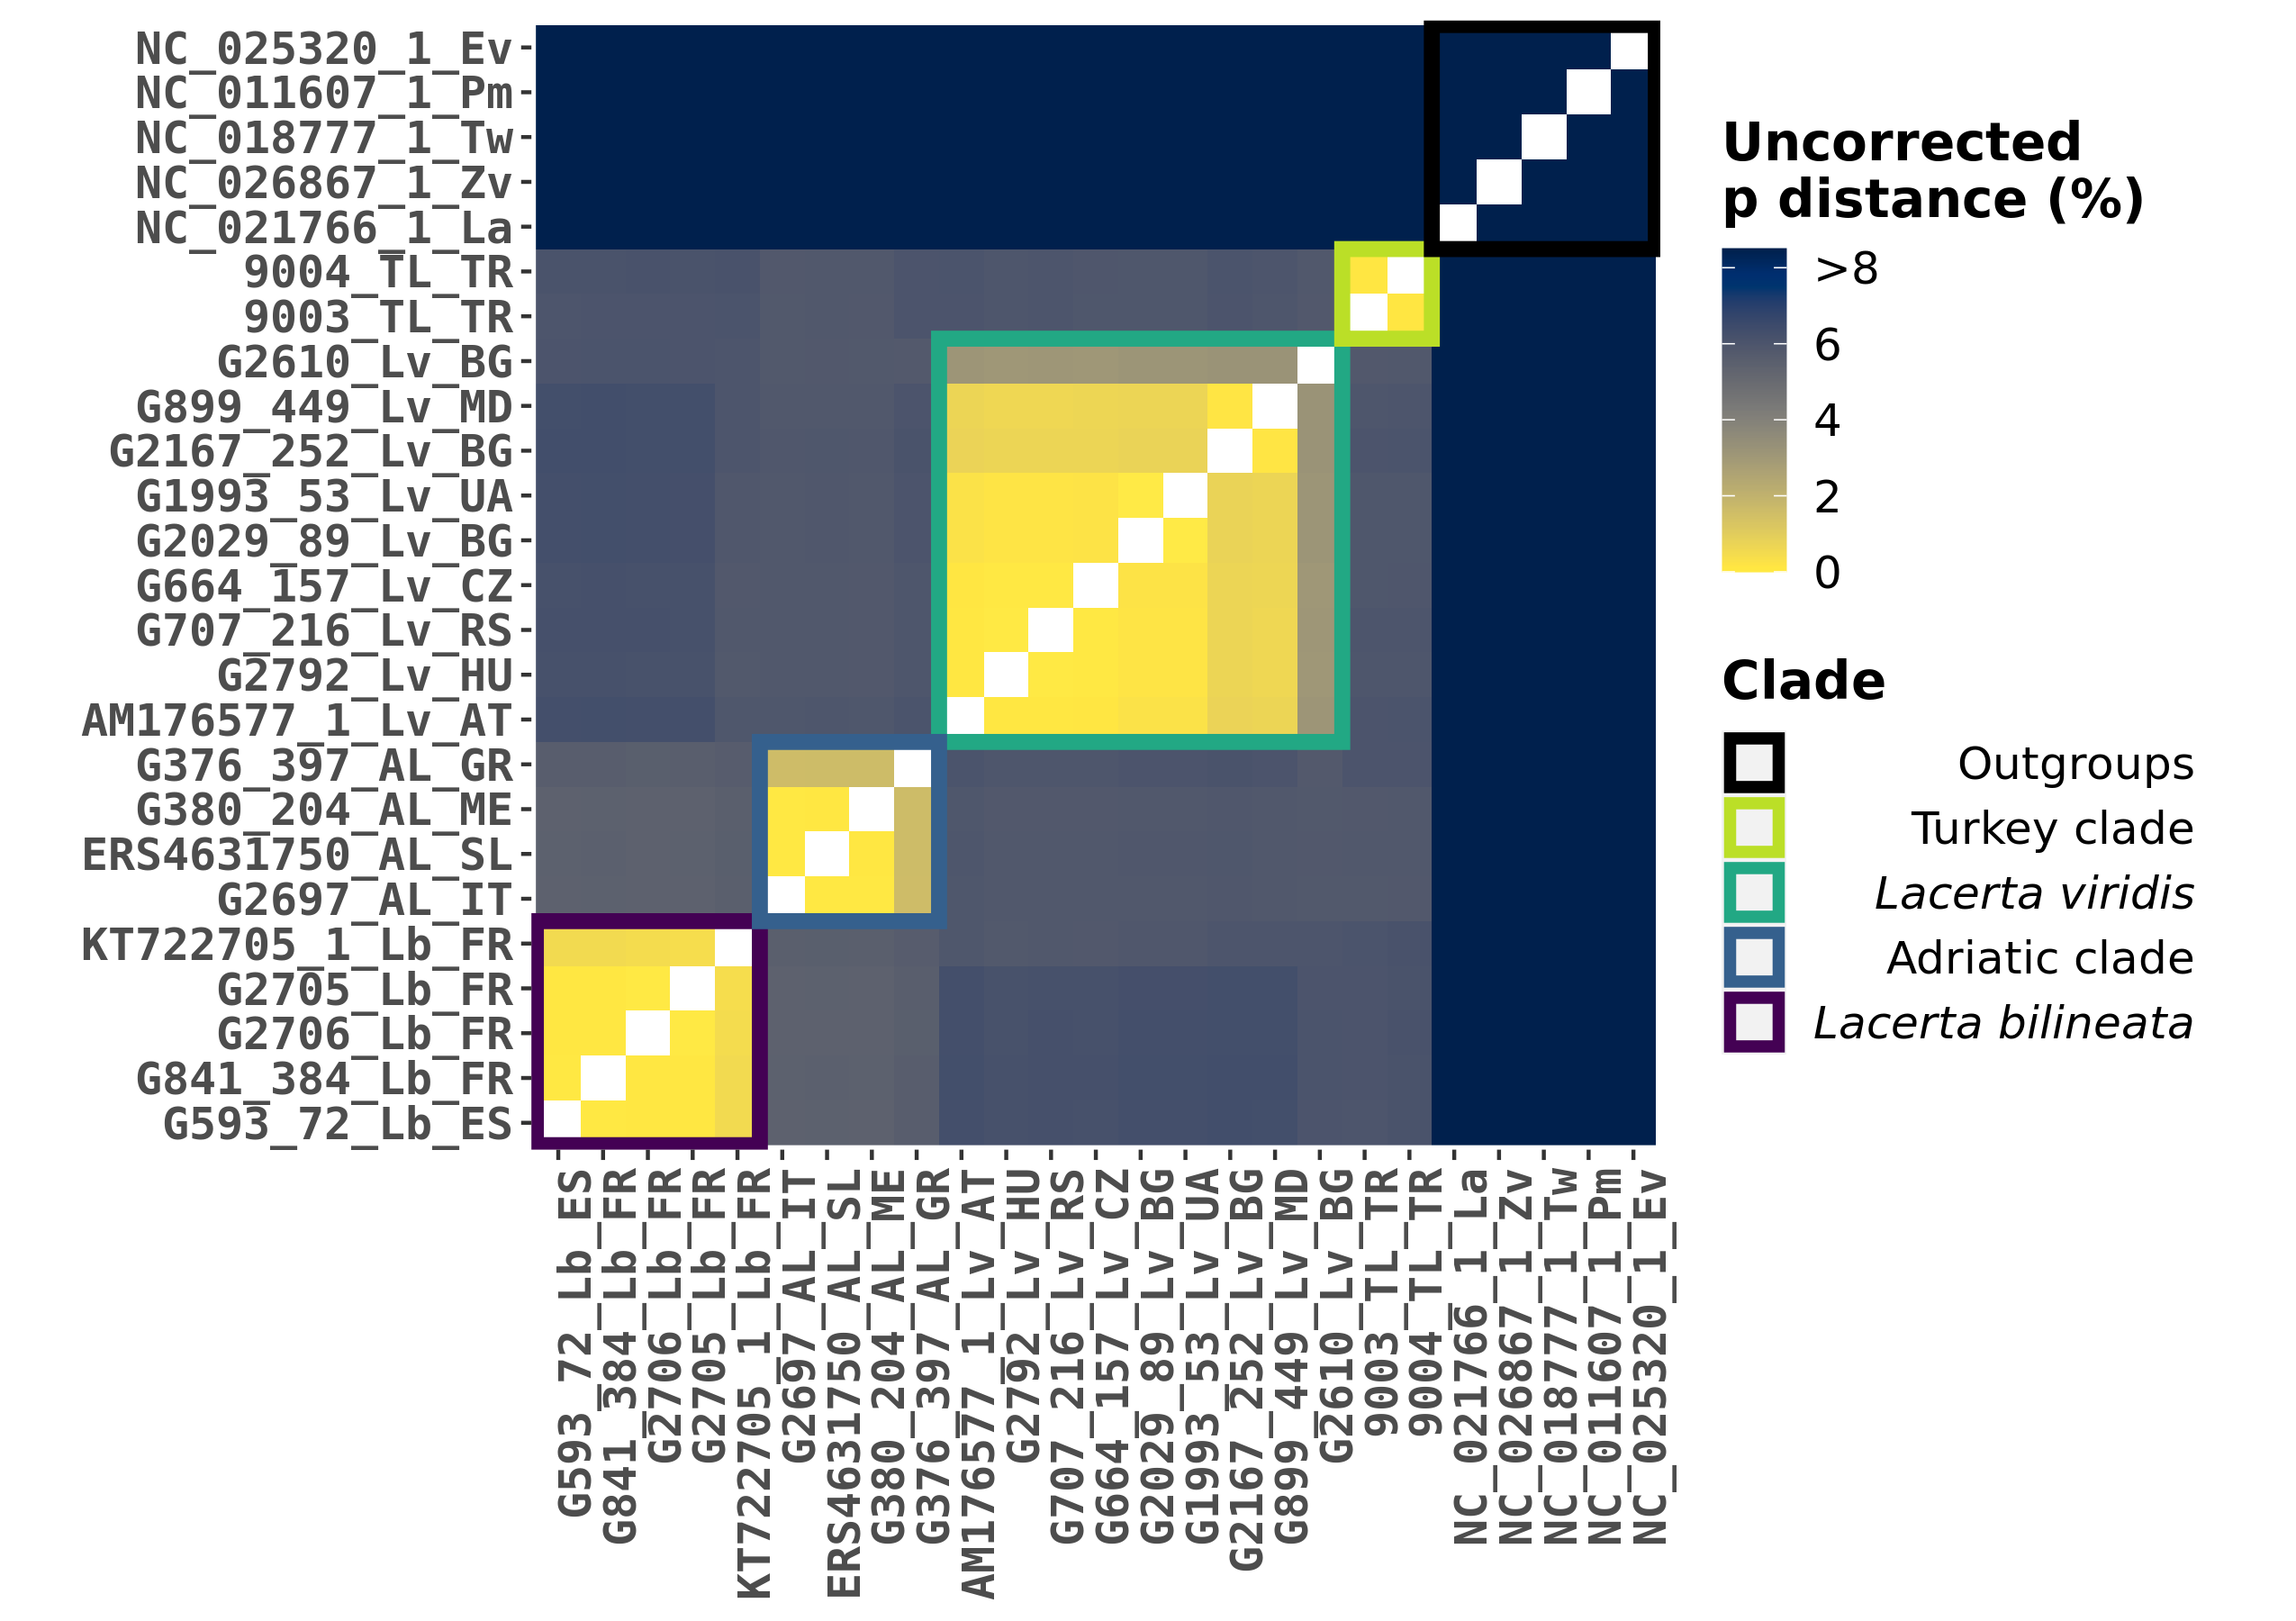 NC_025320_1_Ev
NC_011607_1_Pm
NC_018777_1_Tw
NC_026867_1_Zv
NC_021766_1_La
9004_TL_TR
9003_TL_TR
G2610_Lv_BG
G899_449_Lv_MD
G2167_252_Lv_BG
G1993_53_Lv_UA
G2029_89_Lv_BG
G664_157_Lv_CZ
G707_216_Lv_RS
G2792_Lv_HU
AM176577_1_Lv_AT
G376_397_AL_GR
G380_204_AL_ME
ERS4631750_AL_SL
G2697_AL_IT
KT722705_1_Lb_FR
G2705_Lb_FR
G2706_Lb_FR
G841_384_Lb_FR
G593_72_Lb_ES
G593_72_Lb_ES
G841_384_Lb_FR
G2706_Lb_FR
G2705_Lb_FR
KT722705_1_Lb_FR
G2697_AL_IT
ERS4631750_AL_SL
G380_204_AL_ME
G376_397_AL_GR
AM176577_1_Lv_AT
G2792_Lv_HU
G707_216_Lv_RS
G664_157_Lv_CZ
G2029_89_Lv_BG
G1993_53_Lv_UA
G2167_252_Lv_BG
G899_449_Lv_MD
G2610_Lv_BG
9003_TL_TR
9004_TL_TR
NC_021766_1_La
NC_026867_1_Zv
NC_018777_1_Tw
NC_011607_1_Pm
NC_025320_1_Ev
Uncorrected
p distance (%)
>8
6
4
2
0
Clade
Outgroups
Turkey clade
Lacerta viridis
Adriatic clade
Lacerta bilineata